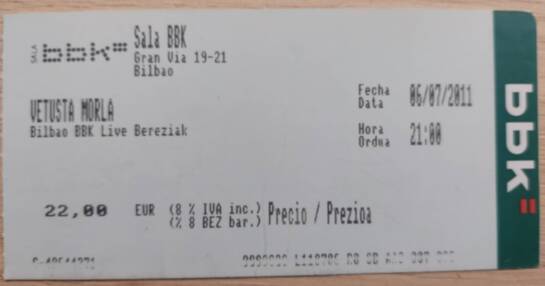 SALA bbk=
Sala BBK
Gran Via 19-21
Bilbao
Fecha
Data 06/07/2011
VETUSTA MORLA
Bilbao BBK Live Bereziak
Hora
Ordua 21:00
22,00 EUR (8 % IVA inc.) Precio / Prezioa
(% 8 BEZ bar.)
bbk=